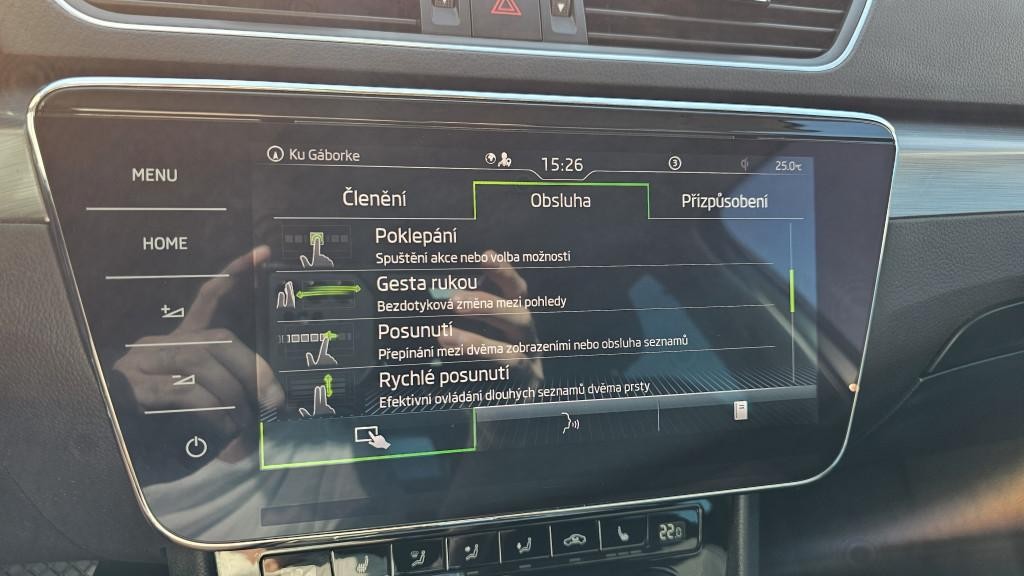 Ku Gáborke
15:26
3
25.0°C
MENU
HOME
Členění
Obsluha
Přizpůsobení
Poklepání
Spuštění akce nebo volba možnosti
Gesta rukou
Bezdotyková změna mezi pohledy
Posunutí
Přepínání mezi dvěma zobrazeními nebo obsluha seznamů
Rychlé posunutí
Efektivní ovládání dlouhých seznamů dvěma prsty
22.0